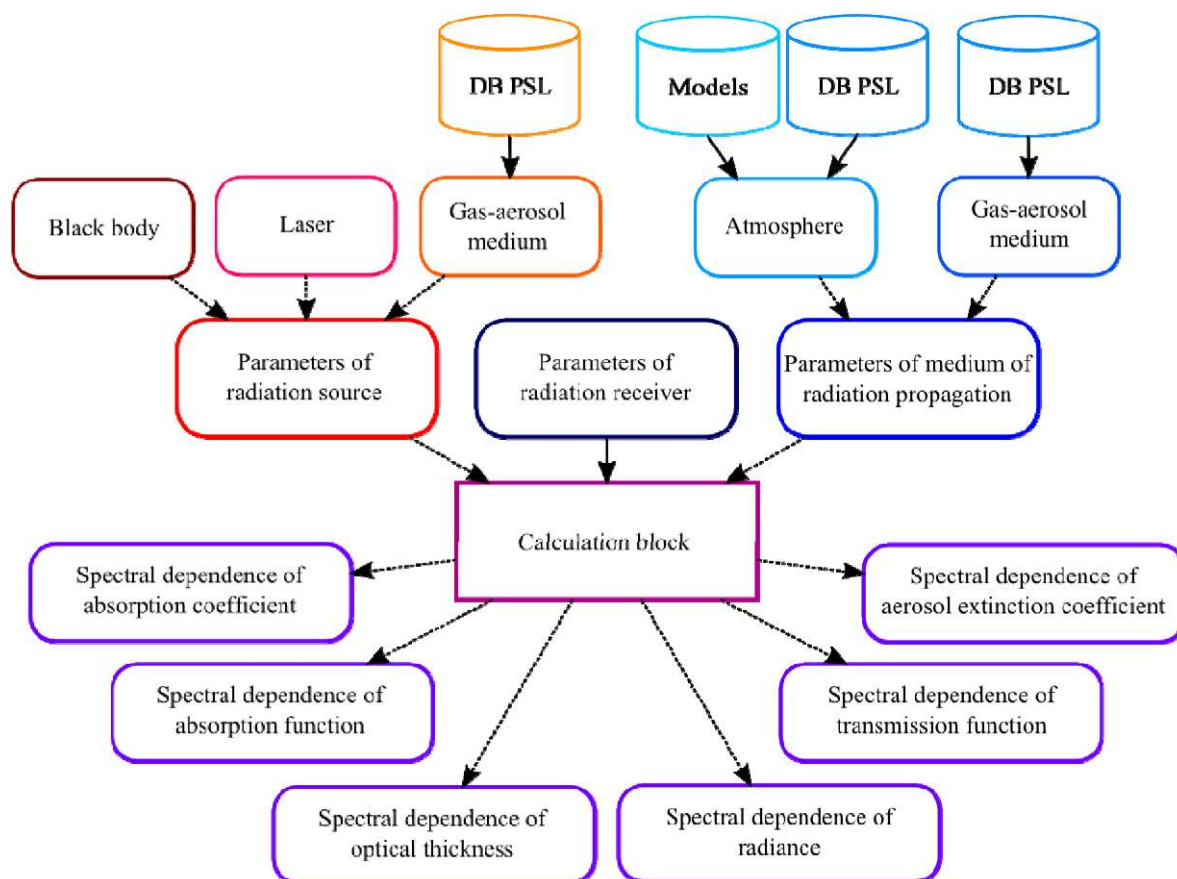 DB PSL
Models
DB PSL
DB PSL
Black body
Laser
Gas-aerosol
medium
Atmosphere
Gas-aerosol
medium
Parameters of
radiation source
Parameters of
radiation receiver
Parameters of medium of
radiation propagation
Calculation block
Spectral dependence of
absorption coefficient
Spectral dependence of
aerosol extinction coefficient
Spectral dependence of
absorption function
Spectral dependence of
transmission function
Spectral dependence of
optical thickness
Spectral dependence of
radiance